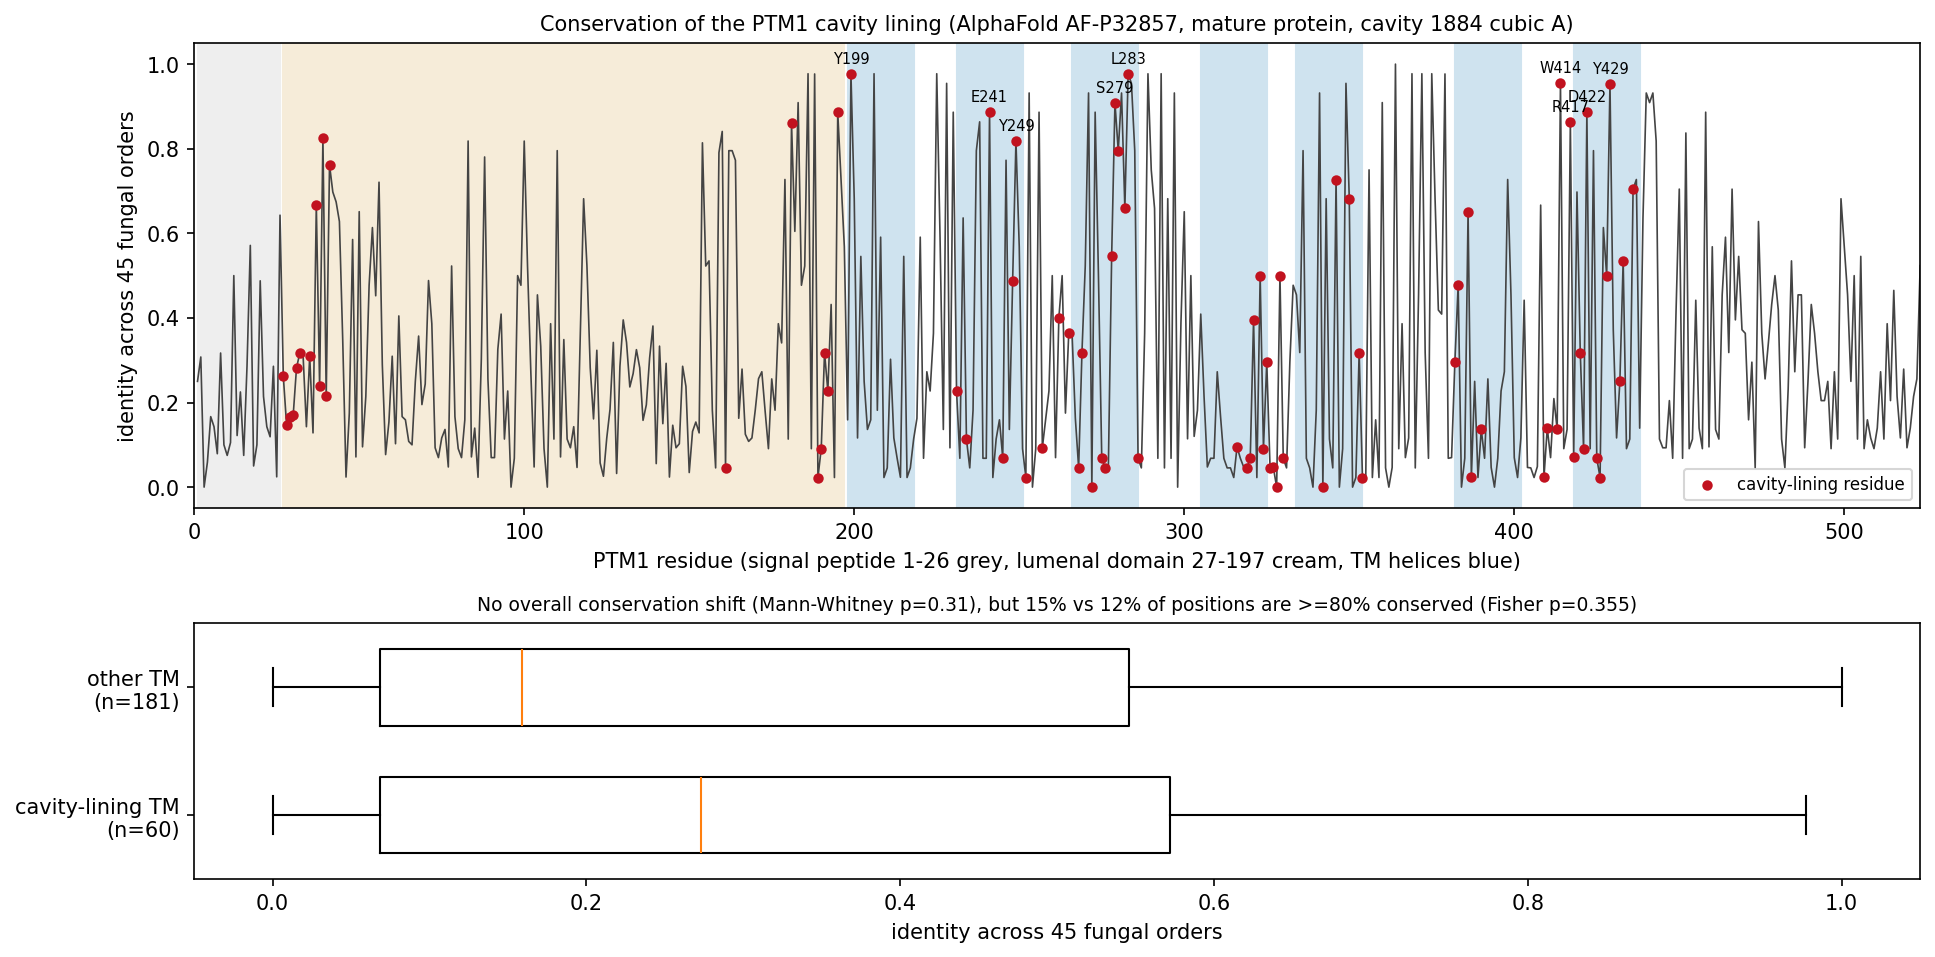 Conservation of the PTM1 cavity lining (AlphaFold AF-P32857, mature protein, cavity 1884 cubic A)
identity across 45 fungal orders
1.0
0.8
0.6
0.4
0.2
0.0
Y199
E241
Y249
S279
L283
W414
R417
D422
Y429
cavity-lining residue
0
100
200
300
400
500
PTM1 residue (signal peptide 1-26 grey, lumenal domain 27-197 cream, TM helices blue)
No overall conservation shift (Mann-Whitney p=0.31), but 15% vs 12% of positions are >=80% conserved (Fisher p=0.355)
other TM
(n=181)
cavity-lining TM
(n=60)
0.0
0.2
0.4
0.6
0.8
1.0
identity across 45 fungal orders